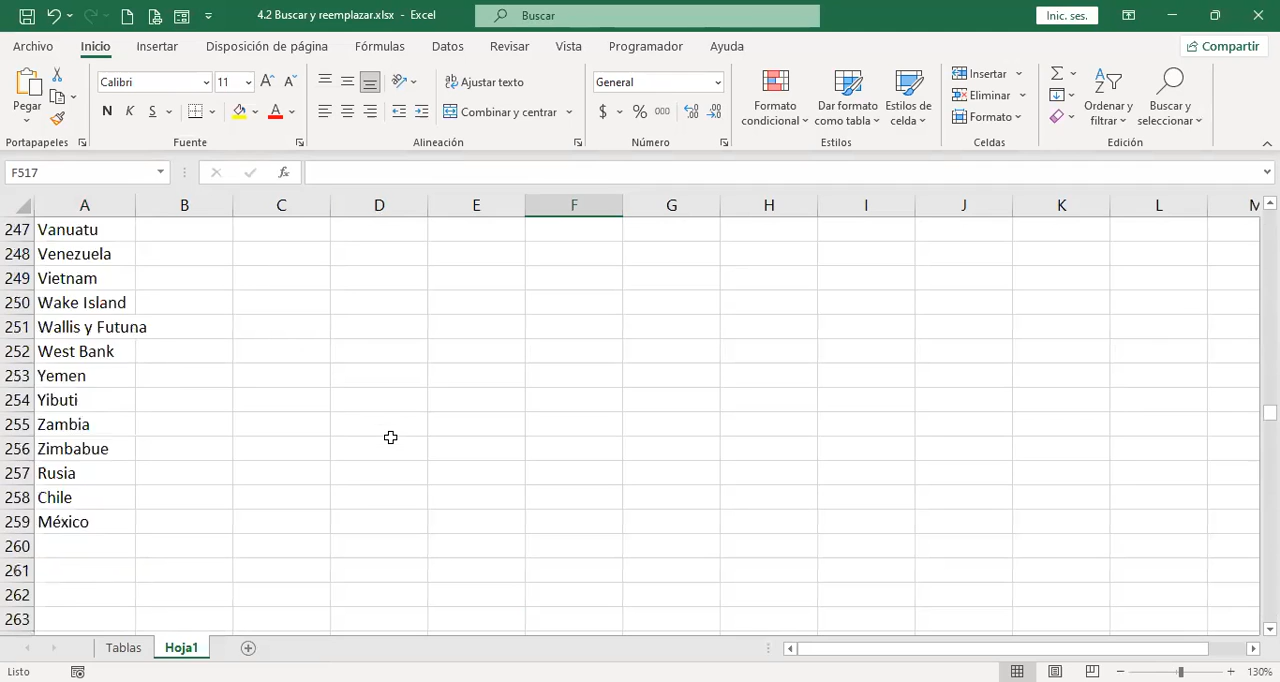 4.2 Buscar y reemplazar.xlsx - Excel
Buscar
Inic. ses.
Archivo Inicio Insertar Disposición de página Fórmulas Datos Revisar Vista Programador Ayuda
Compartir
Pegar
Calibri 11
N K S
Ajustar texto
Combinar y centrar
General
$ % 000
Formato condicional
Dar formato como tabla
Estilos de celda
Insertar
Eliminar
Formato
Ordenar y filtrar
Buscar y seleccionar
Portapapeles Fuente Alineación Número Estilos Celdas Edición
F517
fx
A B C D E F G H I J K L M
247 Vanuatu
248 Venezuela
249 Vietnam
250 Wake Island
251 Wallis y Futuna
252 West Bank
253 Yemen
254 Yibuti
255 Zambia
256 Zimbabue
257 Rusia
258 Chile
259 México
260
261
262
263
Tablas Hoja1
Listo
130%